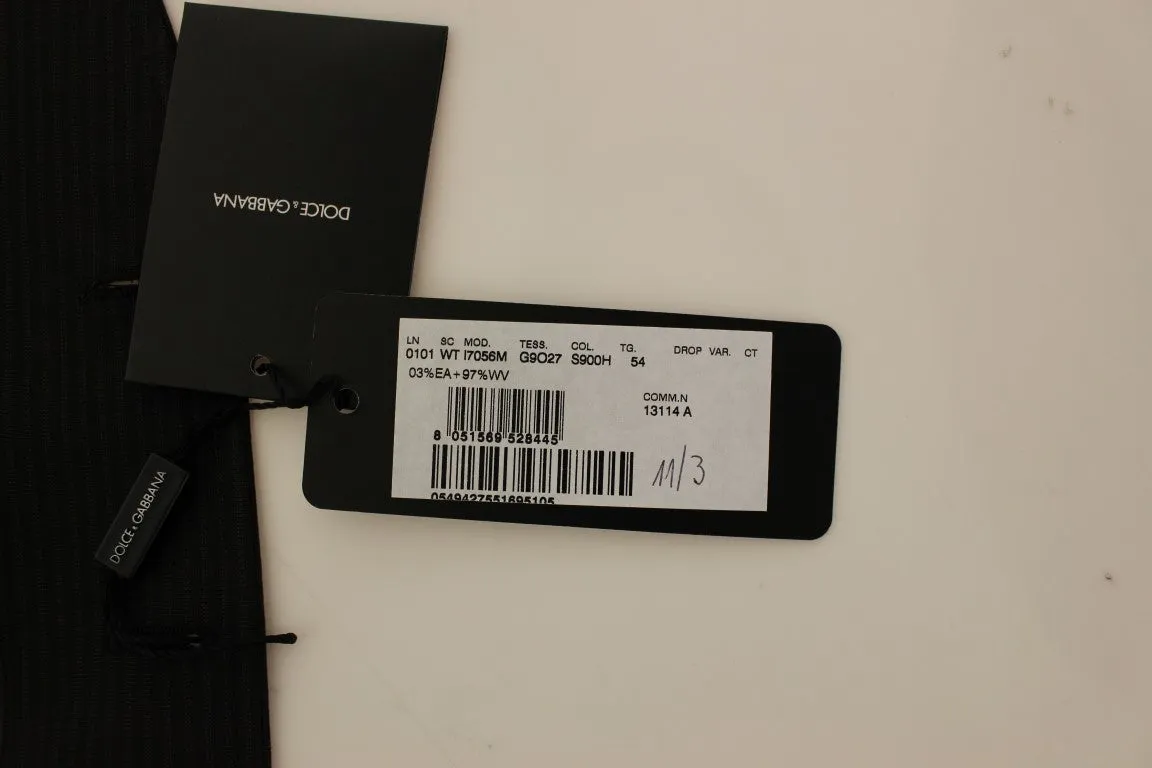 DOLCE & GABBANA
LN SC MOD. TESS. COL. TG. DROP VAR. CT
0101 WT I7056M G9O27 S900H 54
03%EA+97%WV
COMM.N
13114 A
8 051569 528445
11/3
0549427551695105
DOLCE & GABBANA